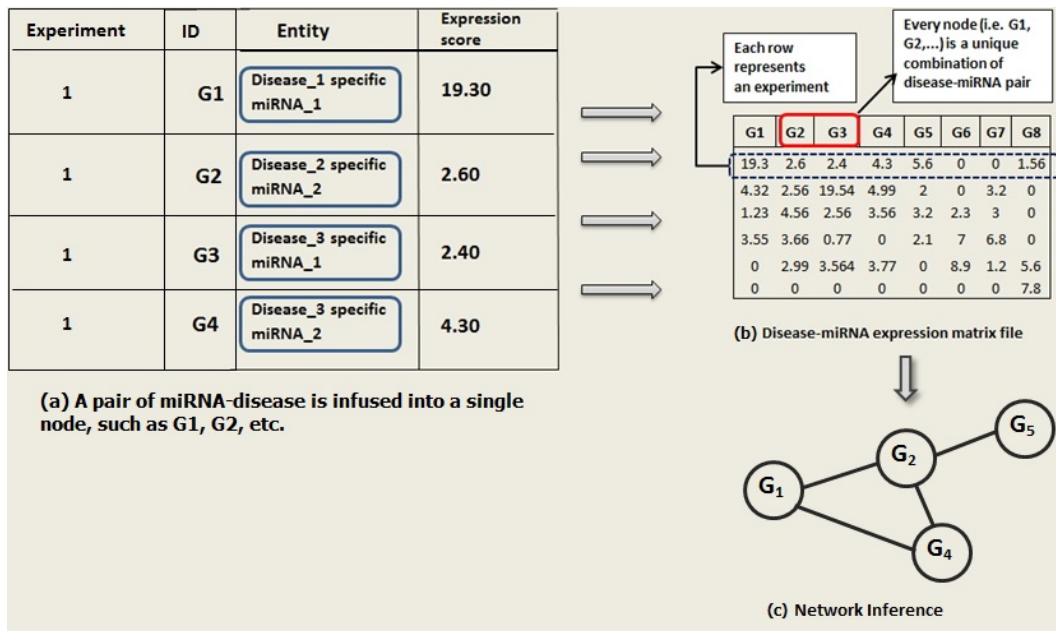 Experiment ID Entity Expression
score
1 G1 Disease_1 specific
miRNA_1 19.30
1 G2 Disease_2 specific
miRNA_2 2.60
1 G3 Disease_3 specific
miRNA_1 2.40
1 G4 Disease_3 specific
miRNA_2 4.30
(a) A pair of miRNA-disease is infused into a single
node, such as G1, G2, etc.
Each row
represents
an experiment
Every node (i.e. G1,
G2,...) is a unique
combination of
disease-miRNA pair
G1 G2 G3 G4 G5 G6 G7 G8
19.3 2.6 2.4 4.3 5.6 0 0 1.56
4.32 2.56 19.54 4.99 2 0 3.2 0
1.23 4.56 2.56 3.56 3.2 2.3 3 0
3.55 3.66 0.77 0 2.1 7 6.8 0
0 2.99 3.564 3.77 0 8.9 1.2 5.6
0 0 0 0 0 0 0 7.8
(b) Disease-miRNA expression matrix file
G5
G2
G1
G4
(c) Network Inference